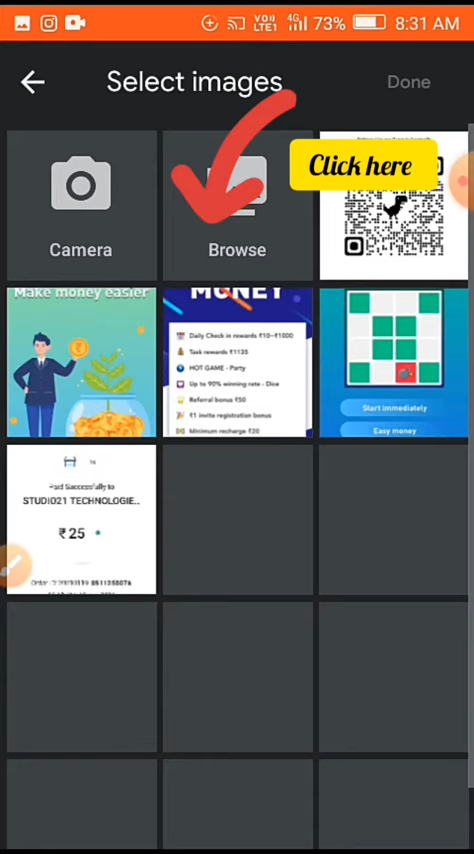 VoJ) LTE1 4G 73% 8:31 AM
Select images
Done
Click here
Camera
Browse
Make money easier
MONEY
Daily Check in rewards ₹10~₹1000
Task rewards ₹1135
HOT GAME - Party
Up to 90% winning rate - Dice
Referral bonus ₹50
₹1 invite registration bonus
Minimum recharge ₹20
Start immediately
Easy money
Paid Successfully to
STUDIO21 TECHNOLOGIE..
₹ 25